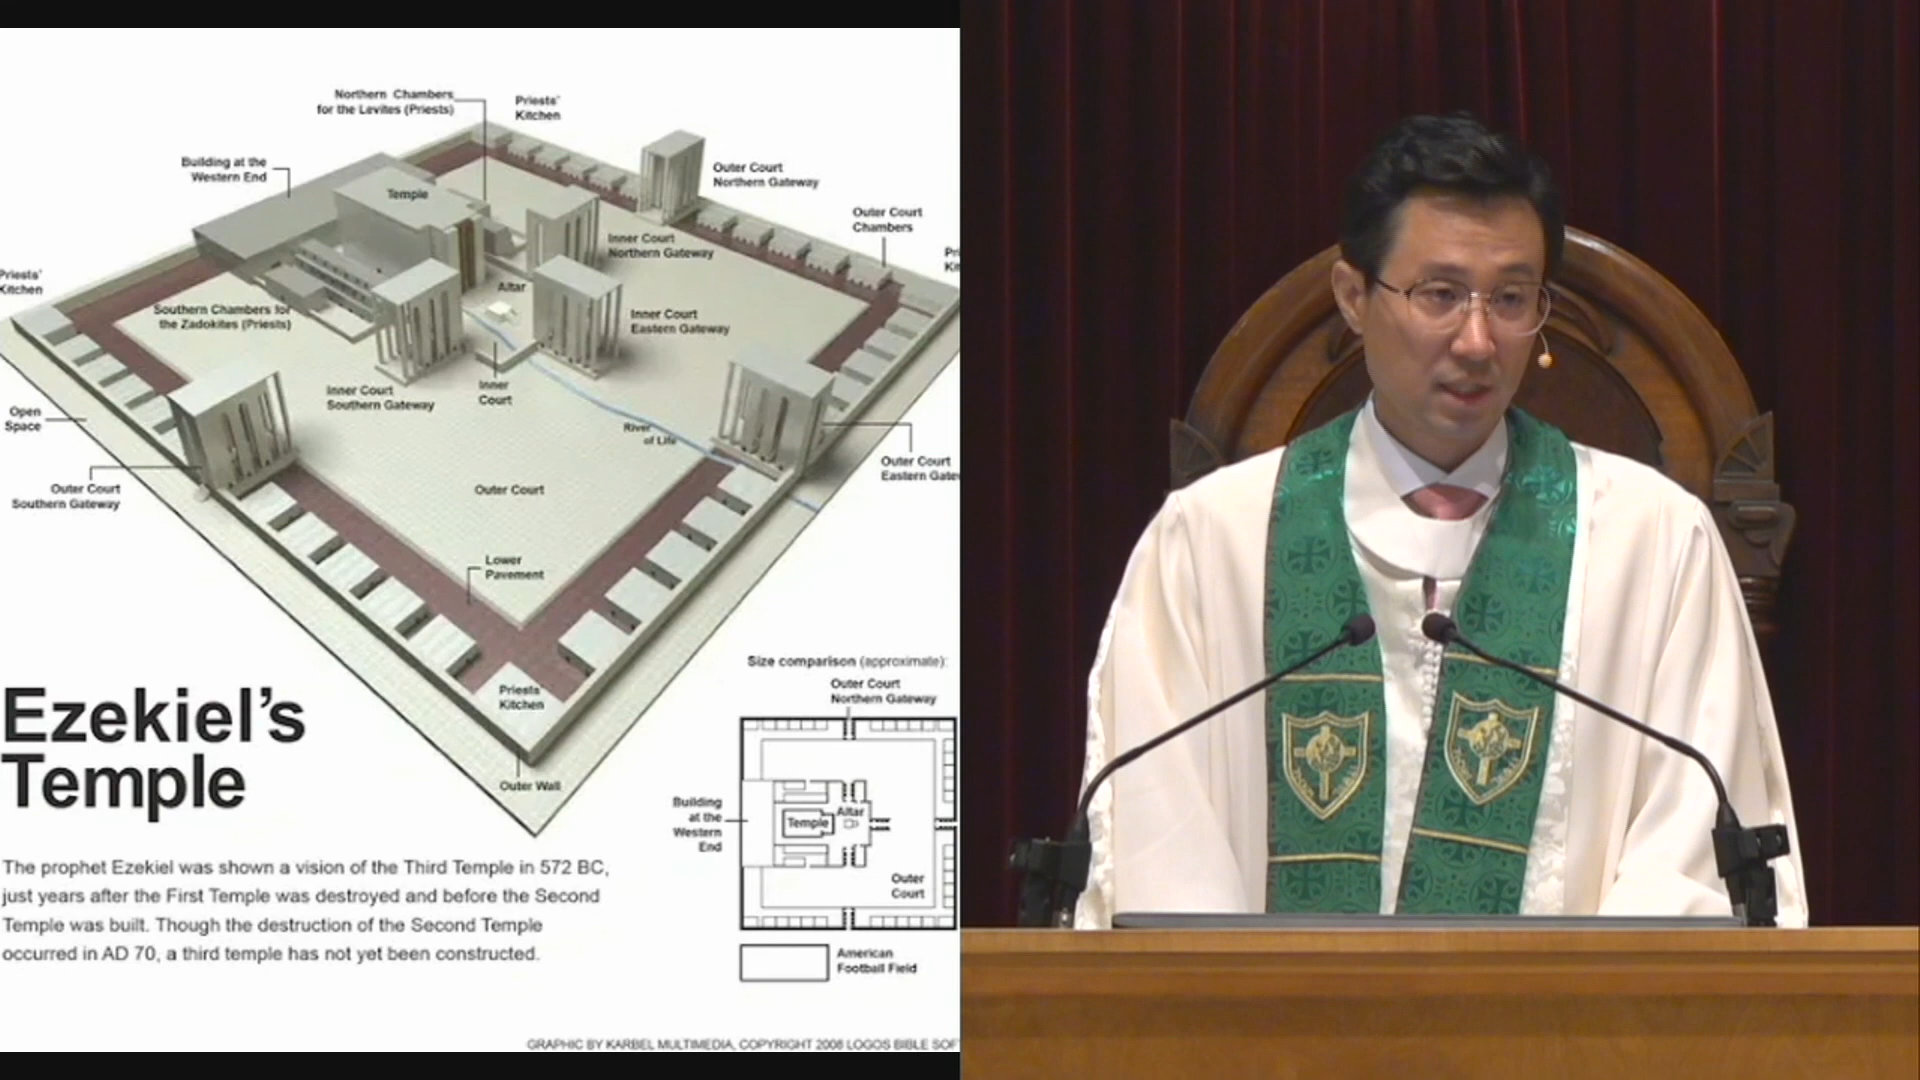 Northern Chambers
for the Levites (Priests)
Priests'
Kitchen
Building at the
Western End
Temple
Outer Court
Northern Gateway
Outer Court
Chambers
Inner Court
Northern Gateway
Priests'
Kitchen
Altar
Southern Chambers for
the Zadokites (Priests)
Inner Court
Eastern Gateway
Inner Court
Southern Gateway
Inner
Court
Open
Space
River
of Life
Outer Court
Eastern Gate
Outer Court
Southern Gateway
Outer Court
Lower
Pavement
Priests'
Kitchen
Outer Wall
Ezekiel's
Temple
The prophet Ezekiel was shown a vision of the Third Temple in 572 BC,
just years after the First Temple was destroyed and before the Second
Temple was built. Though the destruction of the Second Temple
occurred in AD 70, a third temple has not yet been constructed.
Size comparison (approximate):
Outer Court
Northern Gateway
Building
at the
Western
End
Temple
Altar
Outer
Court
American
Football Field
GRAPHIC BY KARBEL MULTIMEDIA, COPYRIGHT 2008 LOGOS BIBLE SOF